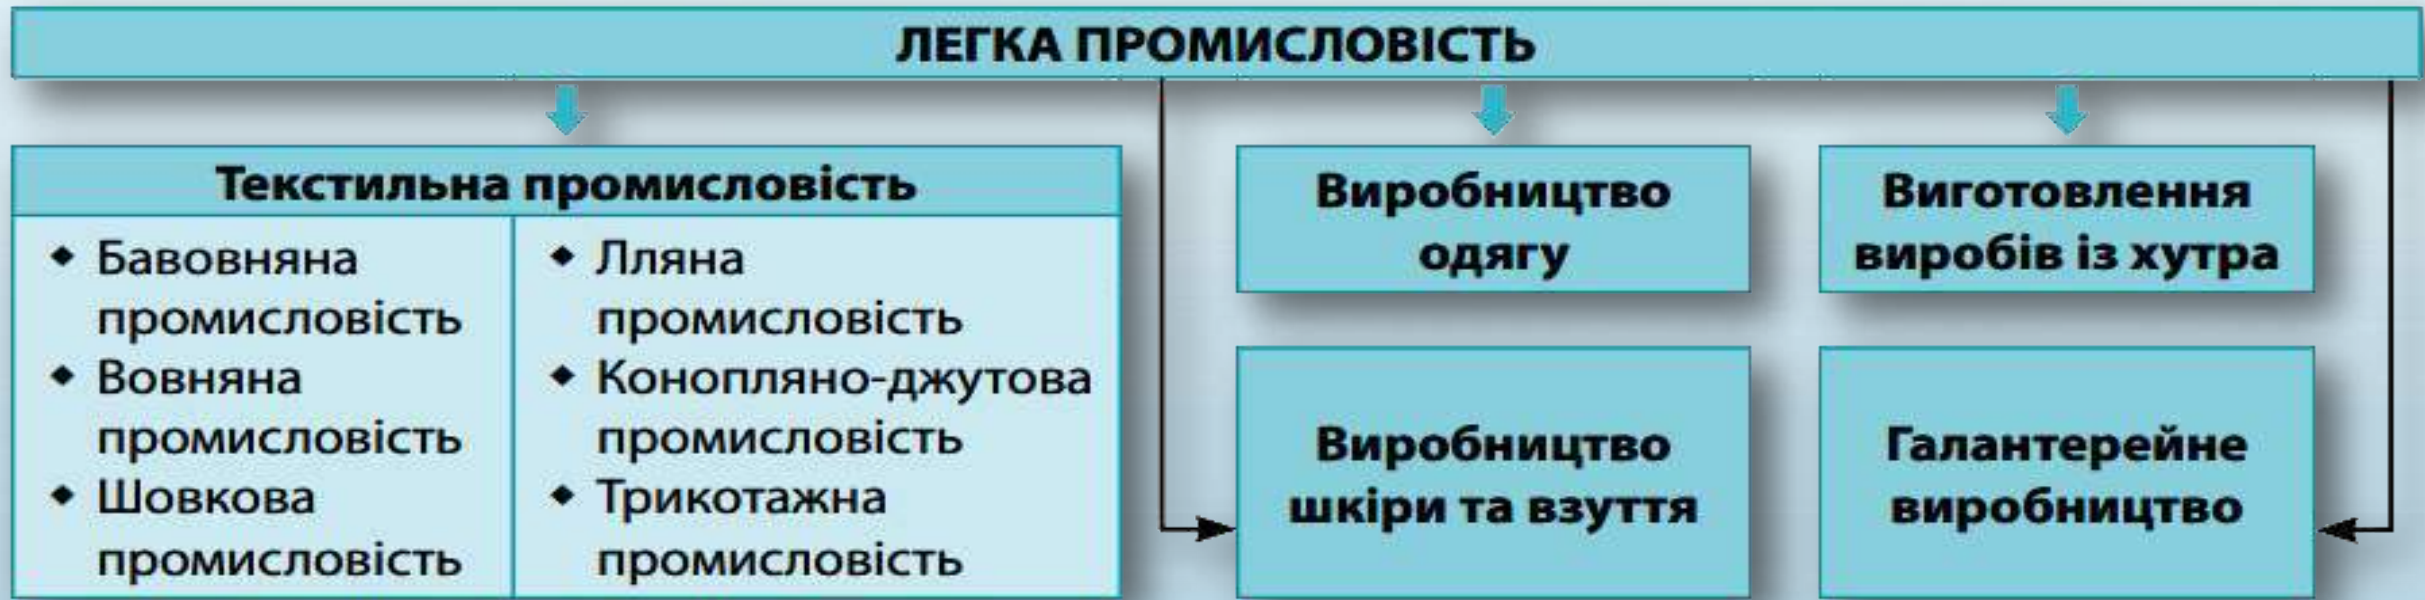 ЛЕГКА ПРОМИСЛОВІСТЬ
Текстильна промисловість
◆ Бавовняна
промисловість
◆ Вовняна
промисловість
◆ Шовкова
промисловість
◆ Лляна
промисловість
◆ Конопляно-джутова
промисловість
◆ Трикотажна
промисловість
Виробництво
одягу
Виготовлення
виробів із хутра
Виробництво
шкіри та взуття
Галантерейне
виробництво